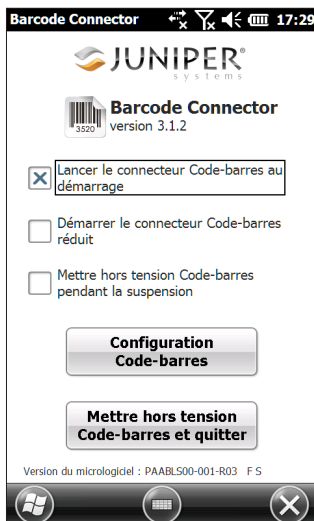 Barcode Connector 17:29
JUNIPER®
systems
3520
Barcode Connector
version 3.1.2
Lancer le connecteur Code-barres au
démarrage
Démarrer le connecteur Code-barres
réduit
Mettre hors tension Code-barres
pendant la suspension
Configuration
Code-barres
Mettre hors tension
Code-barres et quitter
Version du micrologiciel : PAABLS00-001-R03 F S